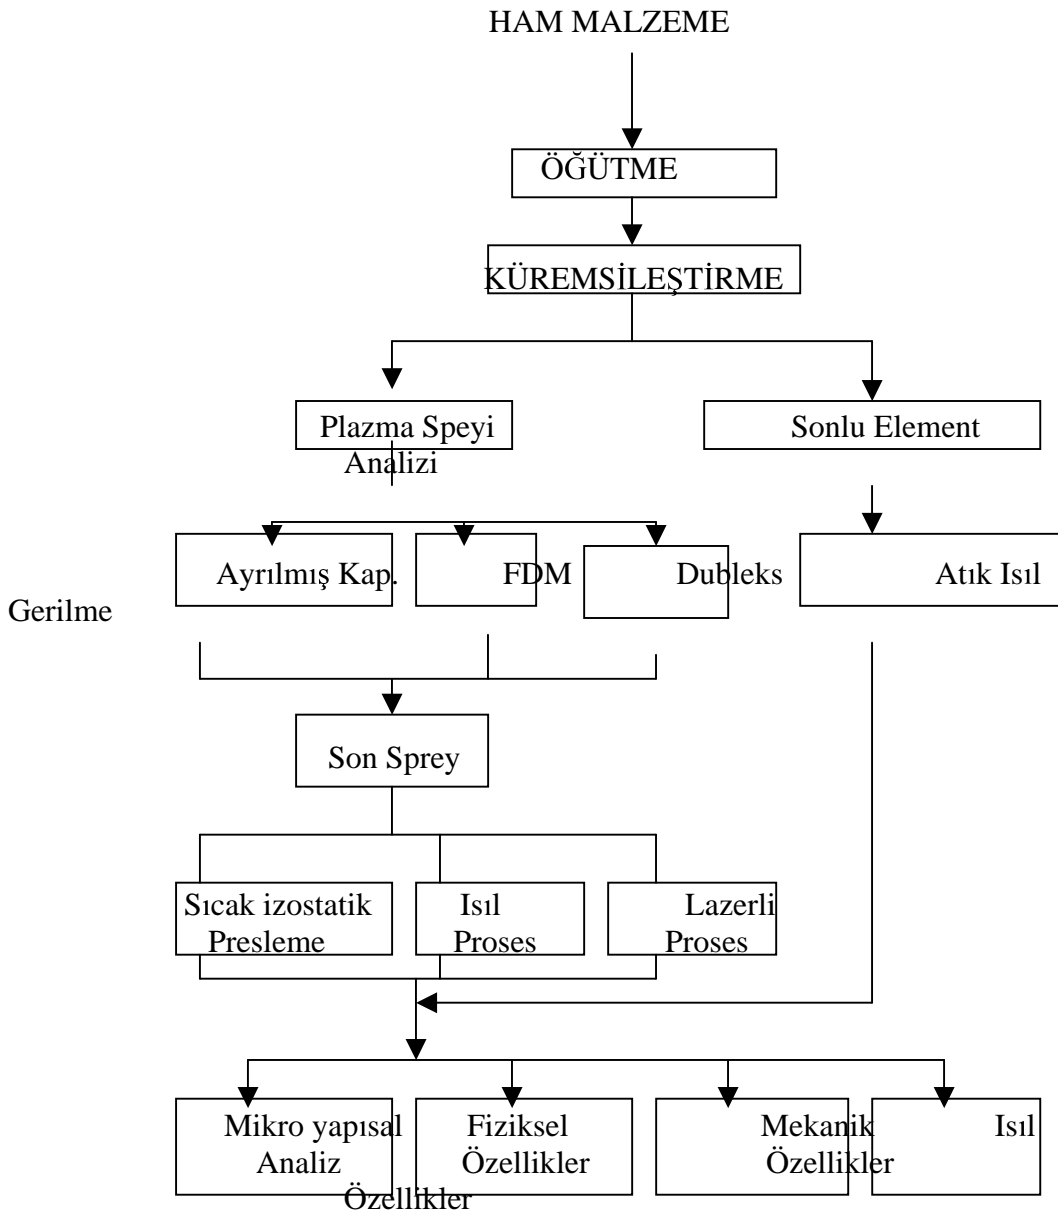 HAM MALZEME
ÖĞÜTME
KÜREMSİLEŞTİRME
Plazma Speyi Sonlu Element
Analizi
Ayrılmış Kap. FDM Dubleks Atık Isıl
Gerilme
Son Sprey
Sıcak izostatik Isıl Lazerli
Presleme Proses Proses
Mikro yapısal Fiziksel Mekanik Isıl
Analiz Özellikler Özellikler
Özellikler